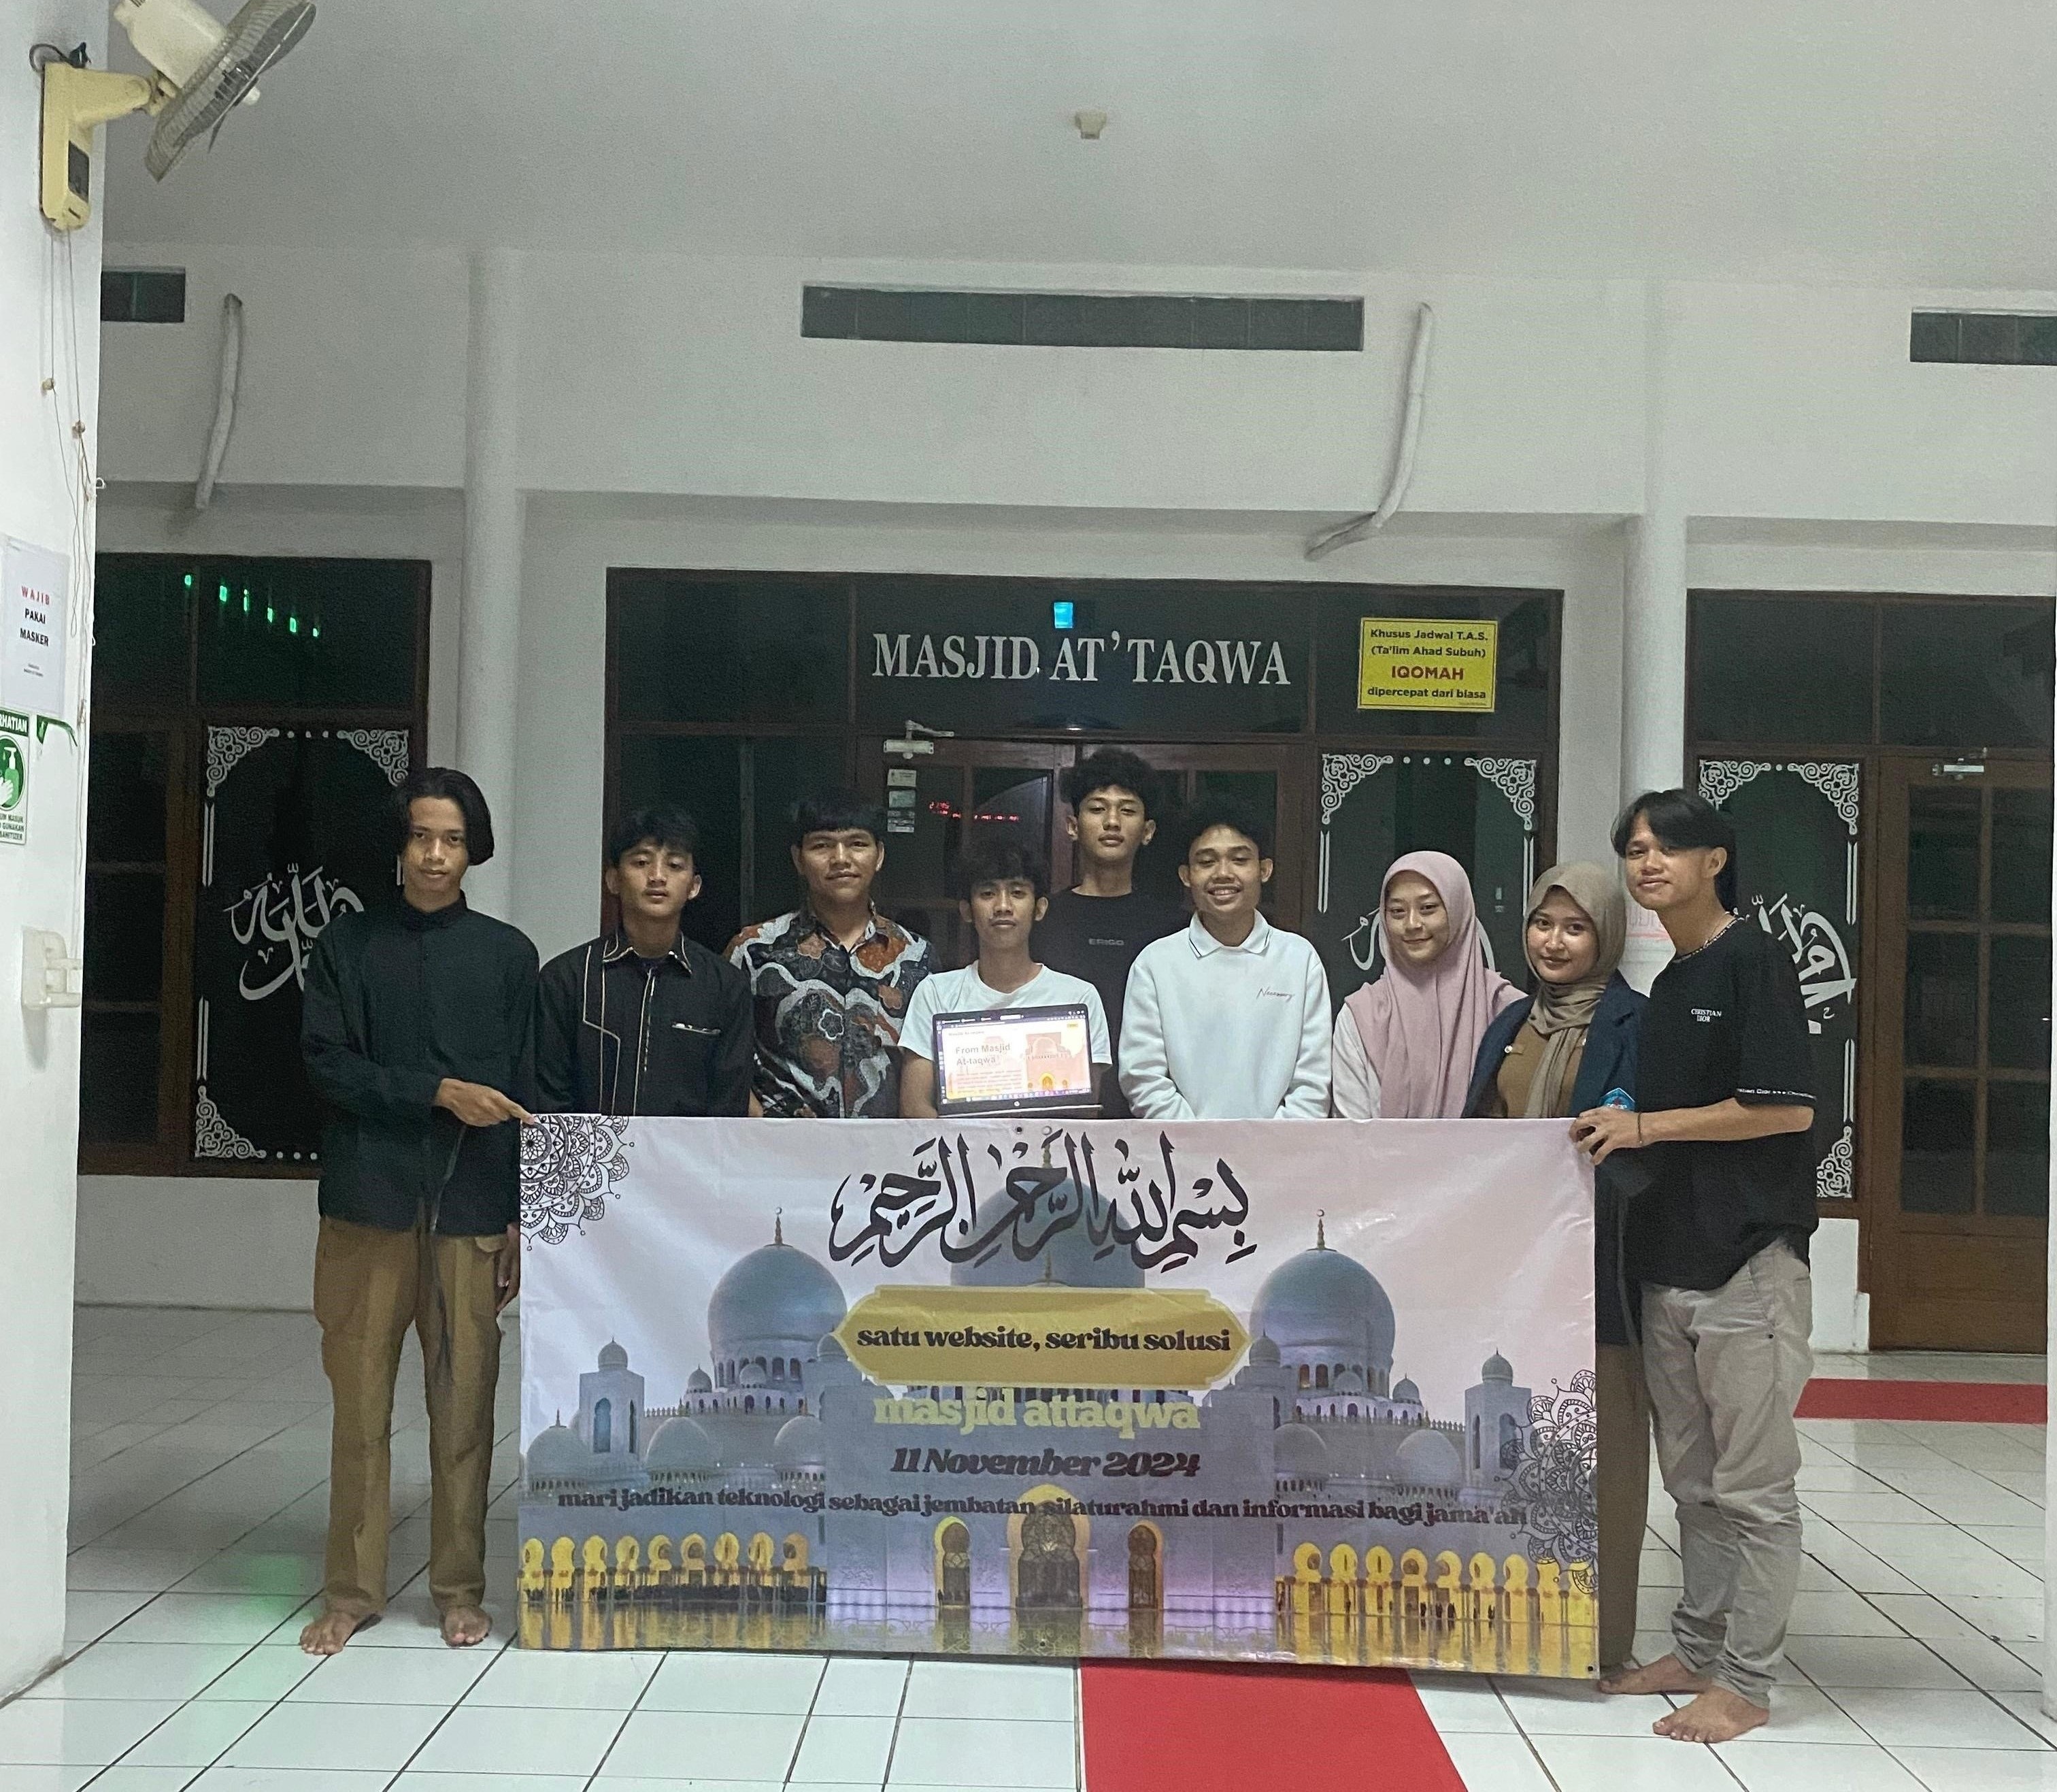 WAJIB
PAKAI
MASKER
MASJID AT'TAQWA
Khusus Jadwal T.A.S.
(Ta'lim Ahad Subuh)
IQOMAH
dipercepat dari biasa
ERIGO
From Masjid
At-taqwa
CHRISTIAN
DIOR
بِسْمِ اللَّهِ الرَّحْمَٰنِ الرَّحِيمِ
satu website, seribu solusi
masjid attaqwa
11 November 2024
mari jadikan teknologi sebagai jembatan silaturahmi dan informasi bagi jama'ah